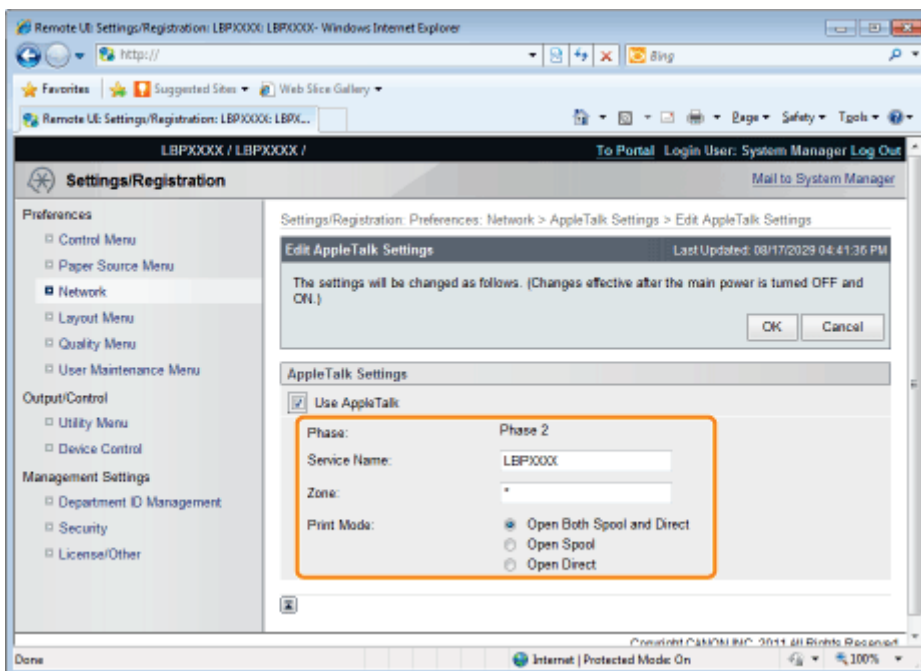 Remote UI: Settings/Registration: LBPXXXX: LBPXXXX- Windows Internet Explorer
http://
Bing
Favorites Suggested Sites Web Slice Gallery
Remote UI: Settings/Registration: LBPXXXX: LBPX... Page Safety Tools
LBPXXXX / LBPXXXX / To Portal Login User: System Manager Log Out
Settings/Registration Mail to System Manager
Preferences
Control Menu
Paper Source Menu
Network
Layout Menu
Quality Menu
User Maintenance Menu
Output/Control
Utility Menu
Device Control
Management Settings
Department ID Management
Security
License/Other
Settings/Registration: Preferences: Network > AppleTalk Settings > Edit AppleTalk Settings
Edit AppleTalk Settings Last Updated: 08/17/2029 04:41:36 PM
The settings will be changed as follows. (Changes effective after the main power is turned OFF and
ON.)
OK Cancel
AppleTalk Settings
Use AppleTalk
Phase: Phase 2
Service Name: LBPXXXX
Zone: *
Print Mode: Open Both Spool and Direct
Open Spool
Open Direct
Copyright CANON INC. 2011 All Rights Reserved
Done Internet | Protected Mode: On 100%